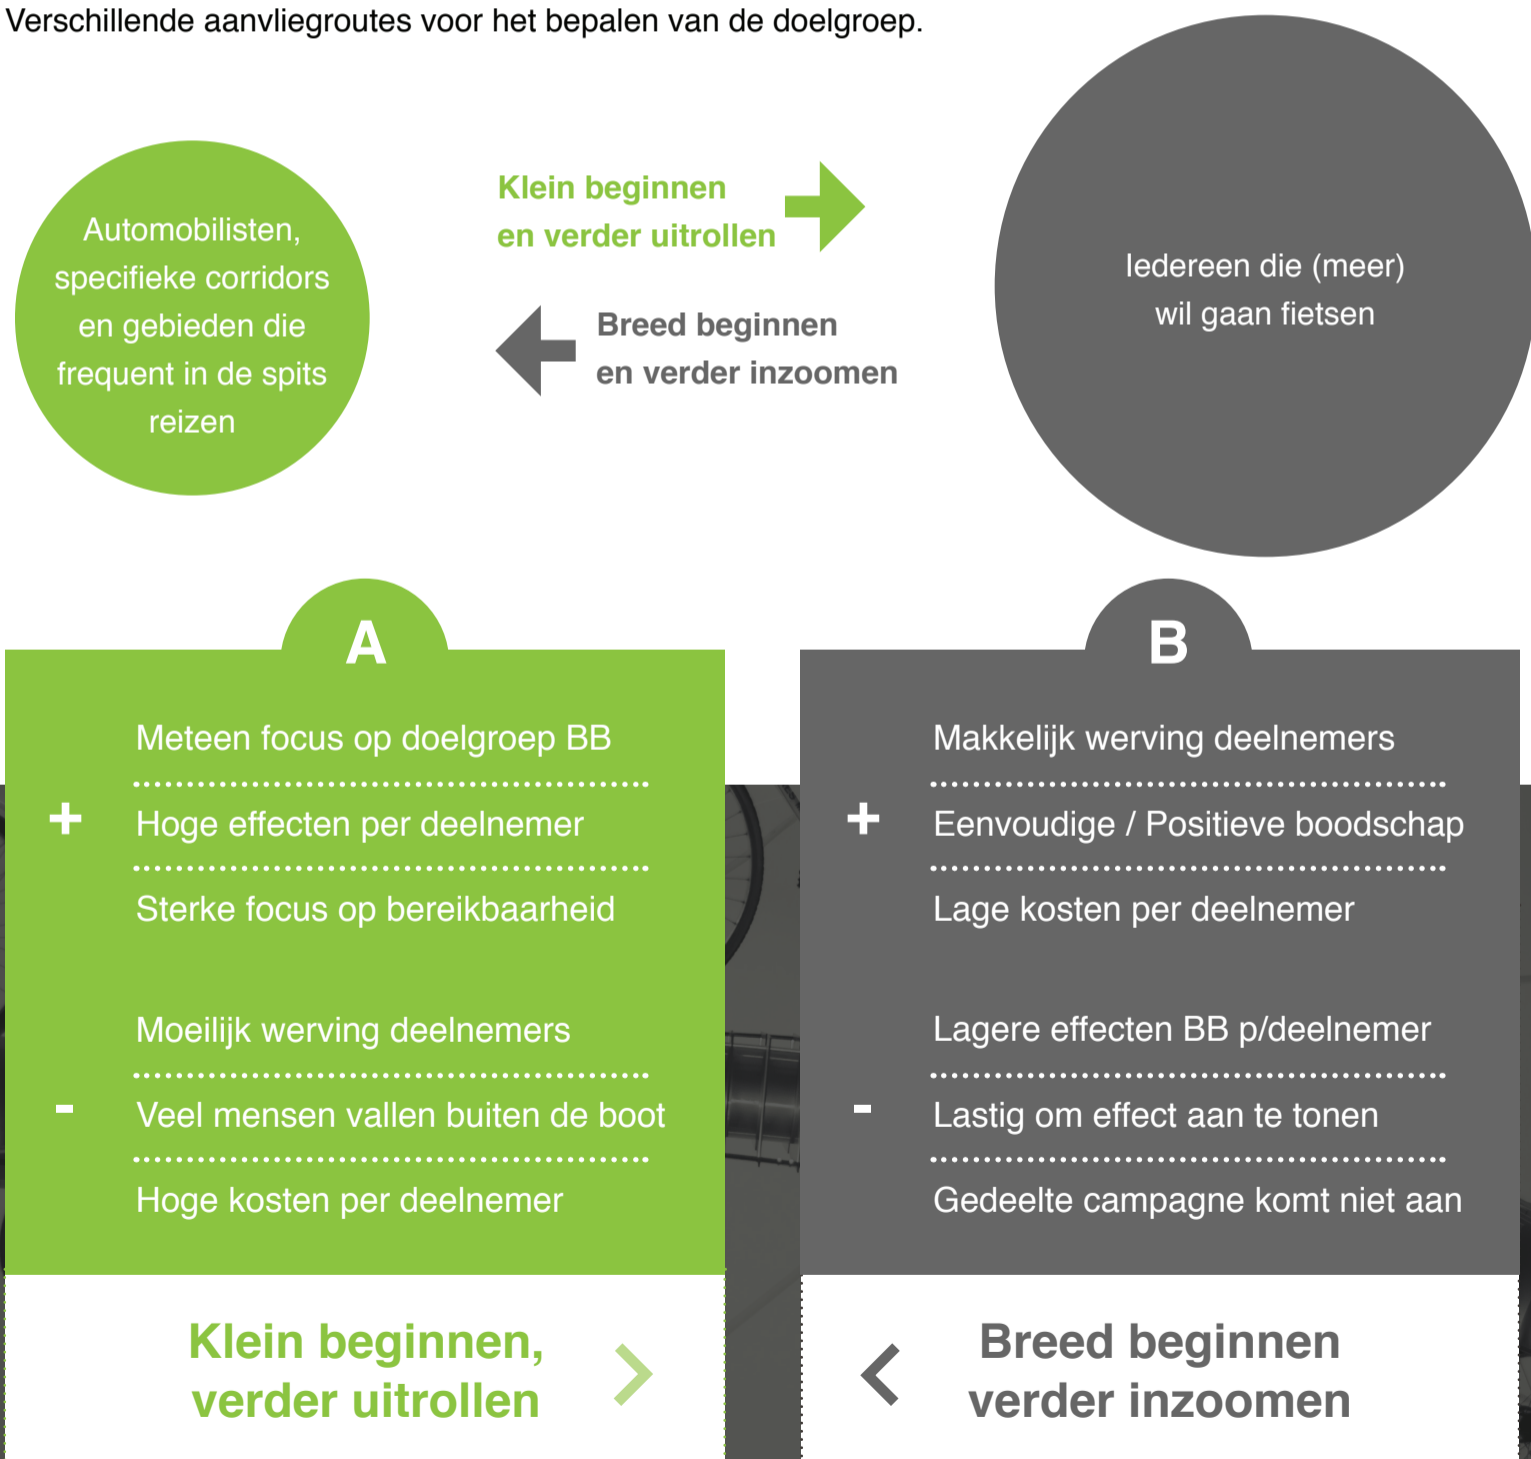 Verschillende aanvliegroutes voor het bepalen van de doelgroep.
Automobilisten,
specifieke corridors
en gebieden die
frequent in de spits
reizen
Klein beginnen
en verder uitrollen
Breed beginnen
en verder inzoomen
Iedereen die (meer)
wil gaan fietsen
A
+
Meteen focus op doelgroep BB
Hoge effecten per deelnemer
Sterke focus op bereikbaarheid
-
Moeilijk werving deelnemers
Veel mensen vallen buiten de boot
Hoge kosten per deelnemer
Klein beginnen,
verder uitrollen
B
+
Makkelijk werving deelnemers
Eenvoudige / Positieve boodschap
Lage kosten per deelnemer
-
Lagere effecten BB p/deelnemer
Lastig om effect aan te tonen
Gedeelte campagne komt niet aan
Breed beginnen
verder inzoomen